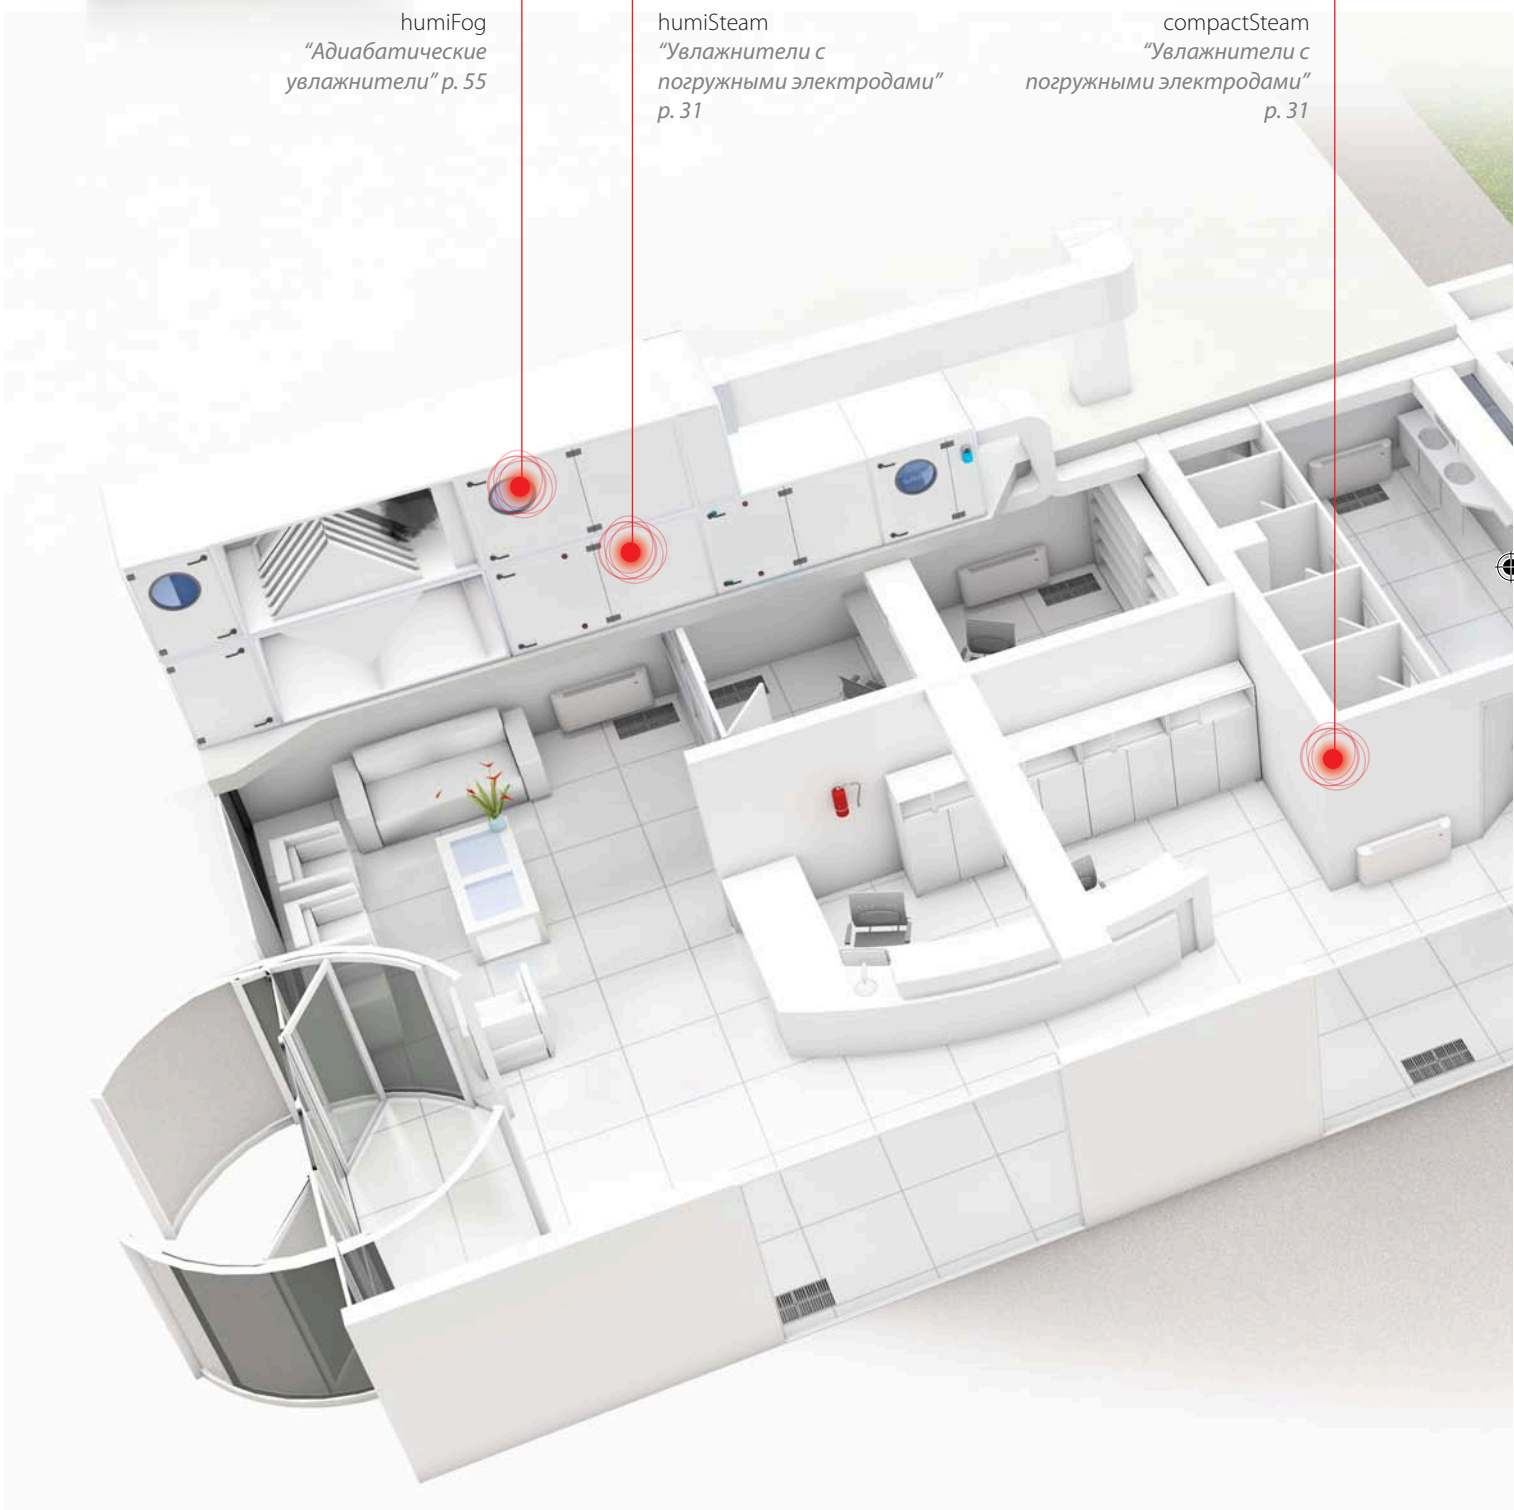 humiFog
“Адиабатические
увлажнители” p. 55
humiSteam
“Увлажнители с
погружными электродами”
p. 31
compactSteam
“Увлажнители с
погружными электродами”
p. 31